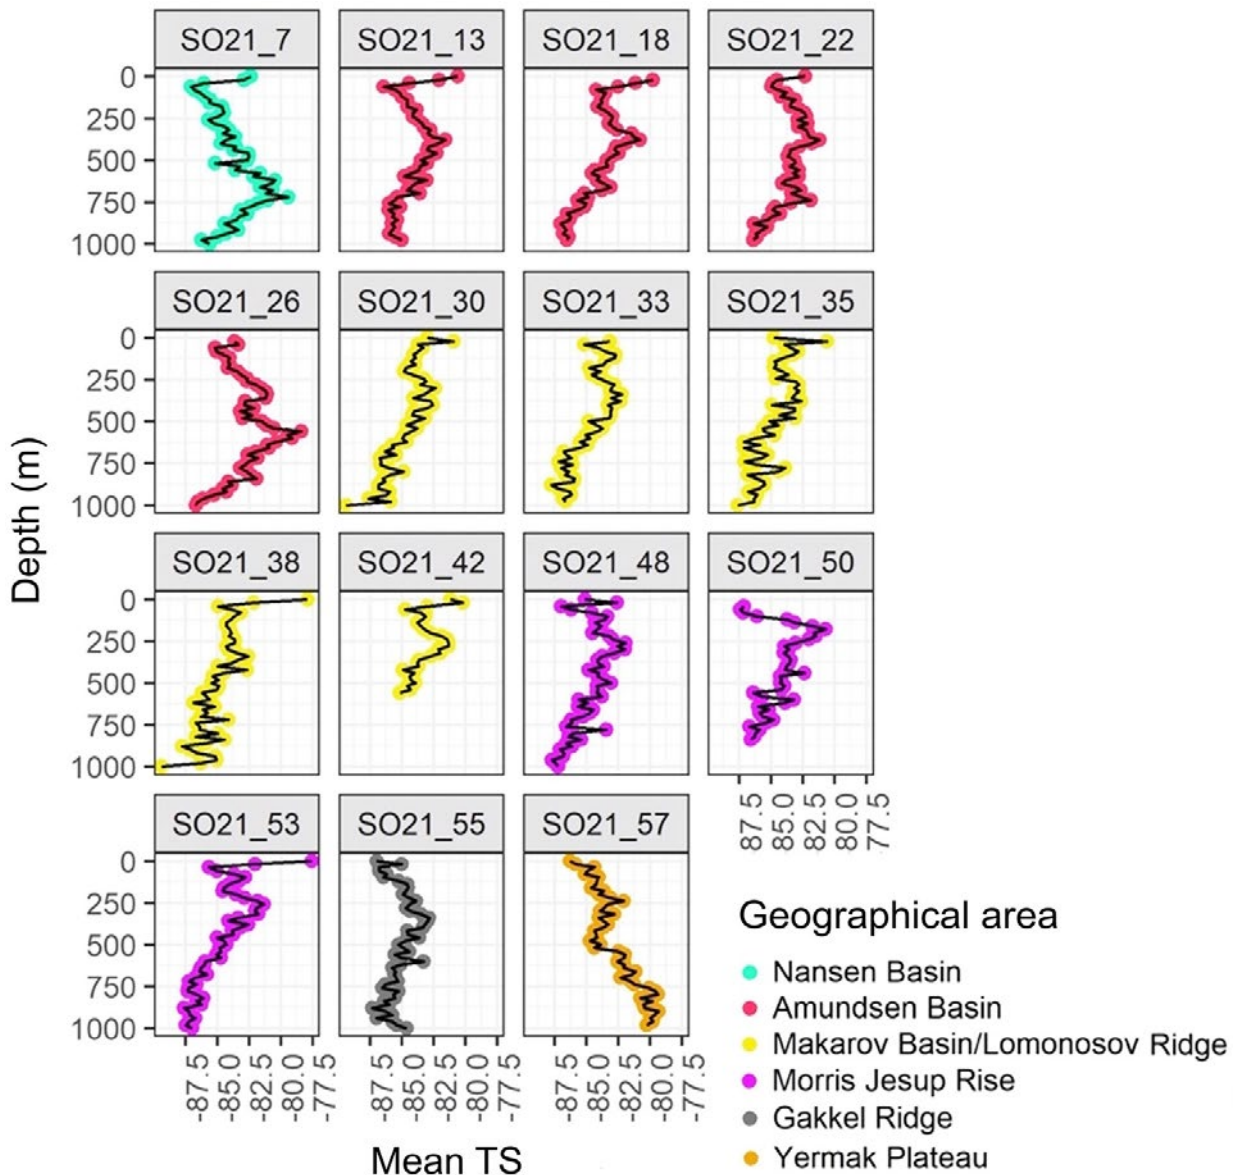 SO21_7 SO21_13 SO21_18 SO21_22
0
250
500
750
1000
SO21_26 SO21_30 SO21_33 SO21_35
0
250
500
750
1000
Depth (m)
SO21_38 SO21_42 SO21_48 SO21_50
0
250
500
750
1000
87.5 85.0 82.5 80.0 77.5
SO21_53 SO21_55 SO21_57
0
250
500
750
1000
-87.5 -85.0 -82.5 -80.0 -77.5 -87.5 -85.0 -82.5 -80.0 -77.5 -87.5 -85.0 -82.5 -80.0 -77.5
Mean TS
Geographical area
Nansen Basin
Amundsen Basin
Makarov Basin/Lomonosov Ridge
Morris Jesup Rise
Gakkel Ridge
Yermak Plateau